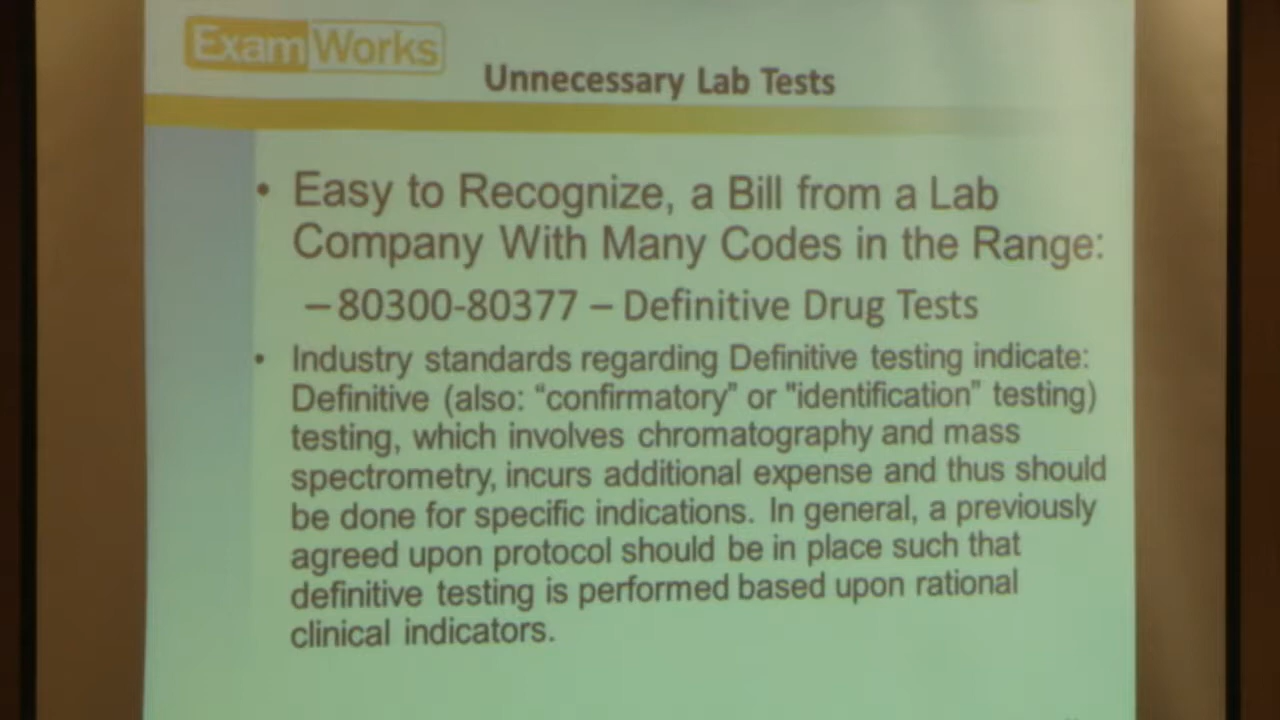 ExamWorks
Unnecessary Lab Tests
• Easy to Recognize, a Bill from a Lab
Company With Many Codes in the Range:
– 80300-80377 – Definitive Drug Tests
• Industry standards regarding Definitive testing indicate:
Definitive (also: “confirmatory” or "identification” testing)
testing, which involves chromatography and mass
spectrometry, incurs additional expense and thus should
be done for specific indications. In general, a previously
agreed upon protocol should be in place such that
definitive testing is performed based upon rational
clinical indicators.